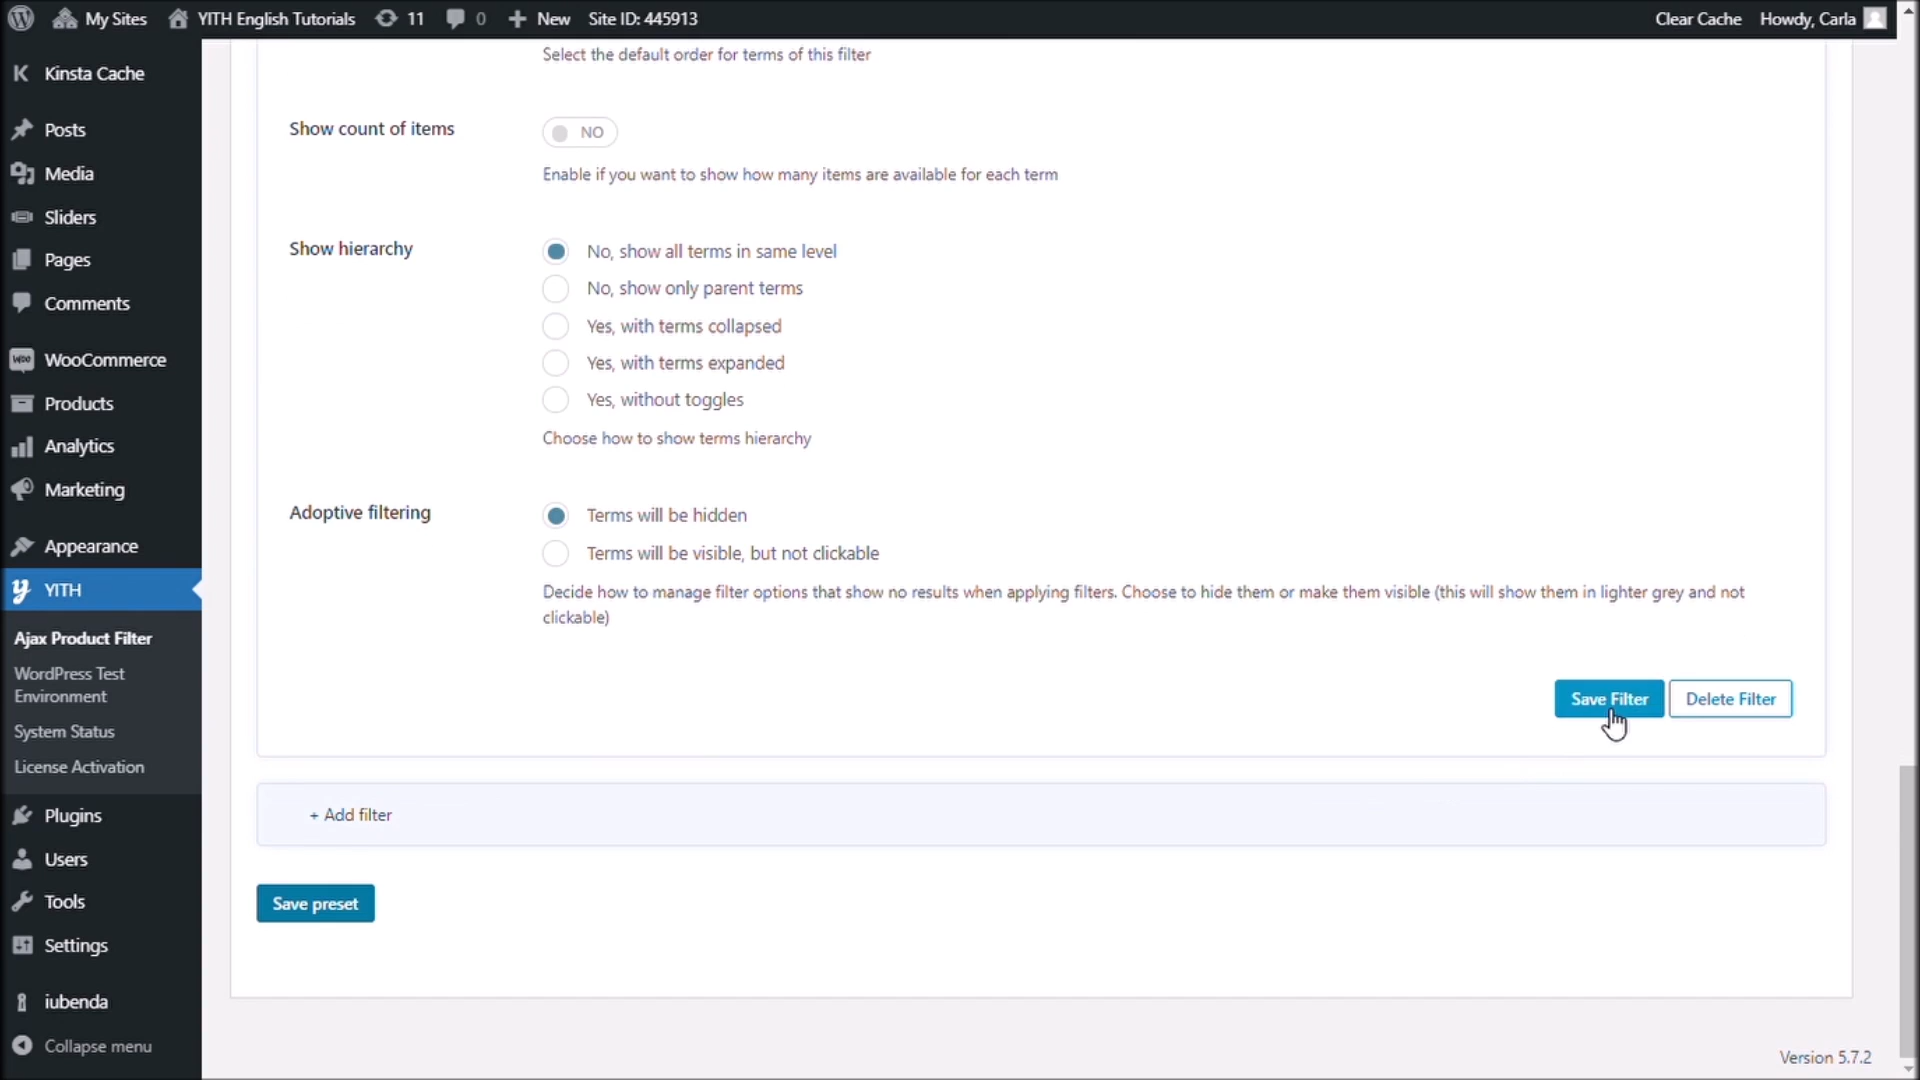 My Sites YITH English Tutorials 11 0 New Site ID: 445913 Clear Cache Howdy, Carla
Kinsta Cache
Posts
Media
Sliders
Pages
Comments
WooCommerce
Products
Analytics
Marketing
Appearance
YITH
Ajax Product Filter
WordPress Test
Environment
System Status
License Activation
Plugins
Users
Tools
Settings
iubenda
Collapse menu
Select the default order for terms of this filter
Show count of items
NO
Enable if you want to show how many items are available for each term
Show hierarchy
No, show all terms in same level
No, show only parent terms
Yes, with terms collapsed
Yes, with terms expanded
Yes, without toggles
Choose how to show terms hierarchy
Adoptive filtering
Terms will be hidden
Terms will be visible, but not clickable
Decide how to manage filter options that show no results when applying filters. Choose to hide them or make them visible (this will show them in lighter grey and not
clickable)
Save Filter Delete Filter
+ Add filter
Save preset
Version 5.7.2